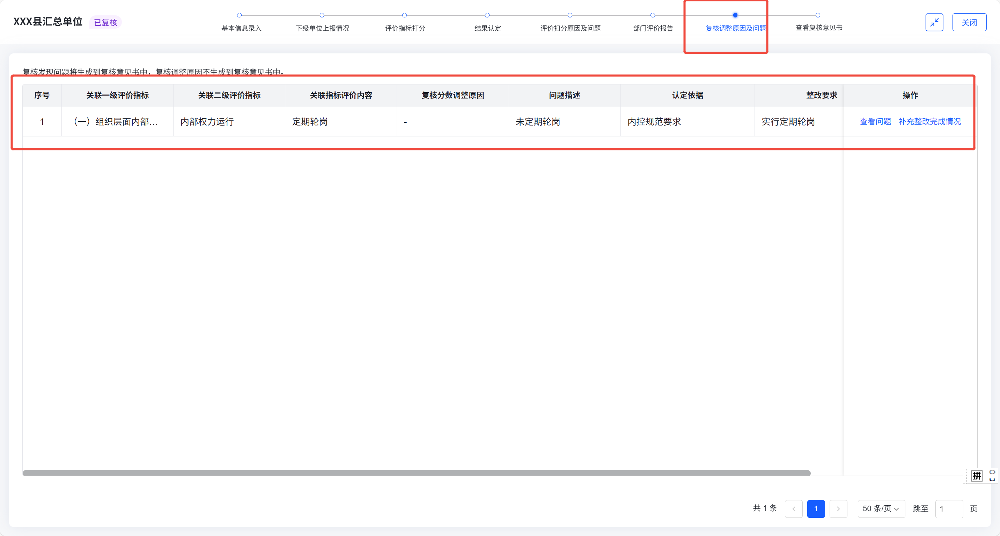 XXX县汇总单位 已复核
基本信息录入 下级单位上报情况 评价指标打分 结果认定 评价扣分原因及问题 部门评价报告 复核调整原因及问题 查看复核意见书
关闭
复核发现问题将生成到复核意见书中，复核调整原因不生成到复核意见书中。
序号 关联一级评价指标 关联二级评价指标 关联指标评价内容 复核分数调整原因 问题描述 认定依据 整改要求 操作
1 （一）组织层面内部... 内部权力运行 定期轮岗 - 未定期轮岗 内控规范要求 实行定期轮岗 查看问题 补充整改完成情况
拼
共 1 条 1 50 条/页 跳至 1 页